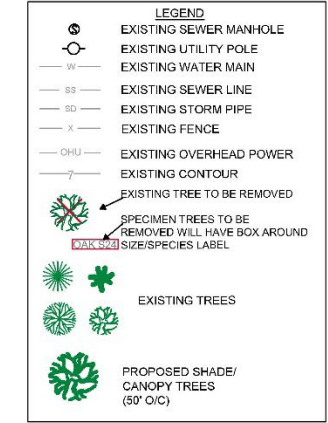 LEGEND
S EXISTING SEWER MANHOLE
EXISTING UTILITY POLE
W EXISTING WATER MAIN
SS EXISTING SEWER LINE
SD EXISTING STORM PIPE
X EXISTING FENCE
OHU EXISTING OVERHEAD POWER
7 EXISTING CONTOUR
EXISTING TREE TO BE REMOVED
SPECIMEN TREES TO BE
REMOVED WILL HAVE BOX AROUND
OAK S24 SIZE/SPECIES LABEL
EXISTING TREES
PROPOSED SHADE/
CANOPY TREES
(50' O/C)